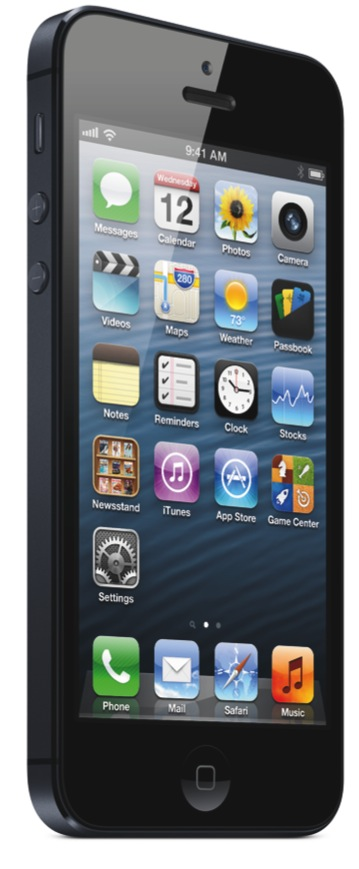 9:41 AM
Wednesday
12
280
73°
Messages
Calendar
Photos
Camera
Videos
Maps
Weather
Passbook
Notes
Reminders
Clock
Stocks
Newsstand
iTunes
App Store
Game Center
Settings
Phone
Mail
Safari
Music